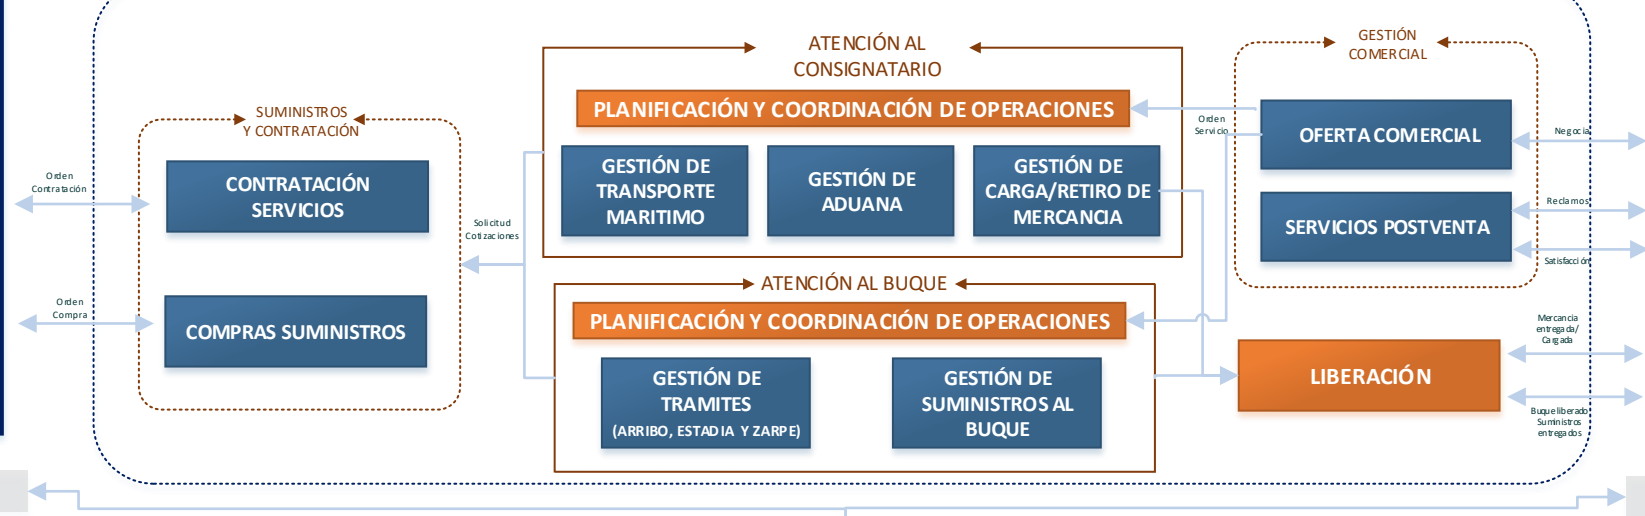 SUMINISTROS
Y CONTRATACIÓN
CONTRATACIÓN
SERVICIOS
COMPRAS SUMINISTROS
Orden
Contratación
Orden
Compra
Solicitud
Cotizaciones
ATENCIÓN AL
CONSIGNATARIO
PLANIFICACIÓN Y COORDINACIÓN DE OPERACIONES
GESTIÓN DE
TRANSPORTE
MARITIMO
GESTIÓN DE
ADUANA
GESTIÓN DE
CARGA/RETIRO DE
MERCANCIA
ATENCIÓN AL BUQUE
PLANIFICACIÓN Y COORDINACIÓN DE OPERACIONES
GESTIÓN DE
TRAMITES
(ARRIBO, ESTADIA Y ZARPE)
GESTIÓN DE
SUMINISTROS AL
BUQUE
GESTIÓN
COMERCIAL
Orden
Servicio
OFERTA COMERCIAL
SERVICIOS POSTVENTA
LIBERACIÓN
Negocia
Reclamos
Satisfacción
Mercancia
entregada/
Cargada
Buque liberado
Suministros
entregados